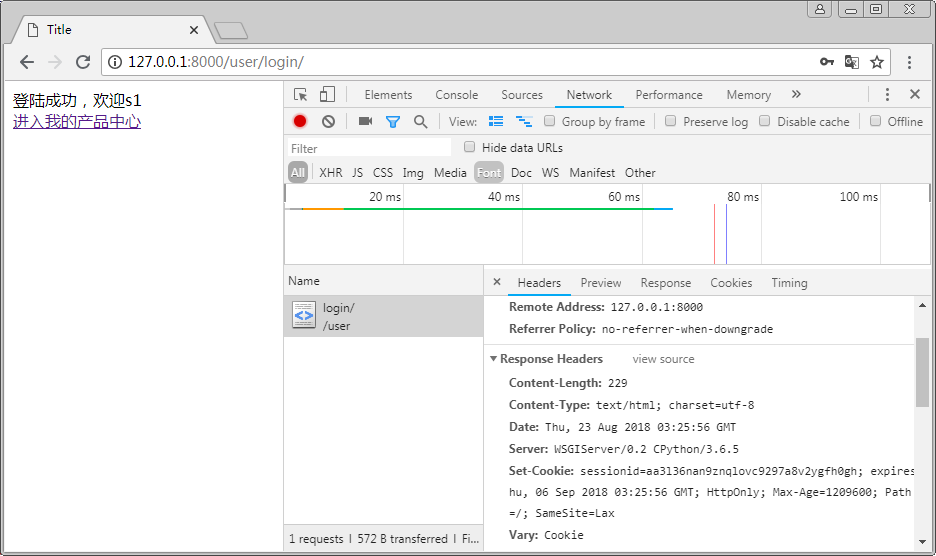 Title
127.0.0.1:8000/user/login/
登陆成功，欢迎s1
进入我的产品中心
Elements Console Sources Network Performance Memory »
View: Group by frame Preserve log Disable cache Offline
Filter Hide data URLs
All XHR JS CSS Img Media Font Doc WS Manifest Other
20 ms 40 ms 60 ms 80 ms 100 ms
Name
login/
/user
1 requests | 572 B transferred | Fi...
× Headers Preview Response Cookies Timing
Remote Address: 127.0.0.1:8000
Referrer Policy: no-referrer-when-downgrade
Response Headers view source
Content-Length: 229
Content-Type: text/html; charset=utf-8
Date: Thu, 23 Aug 2018 03:25:56 GMT
Server: WSGIServer/0.2 CPython/3.6.5
Set-Cookie: sessionid=aa3l36nan9znqlovc9297a8v2ygfh0gh; expires
hu, 06 Sep 2018 03:25:56 GMT; HttpOnly; Max-Age=1209600; Path
=/; SameSite=Lax
Vary: Cookie